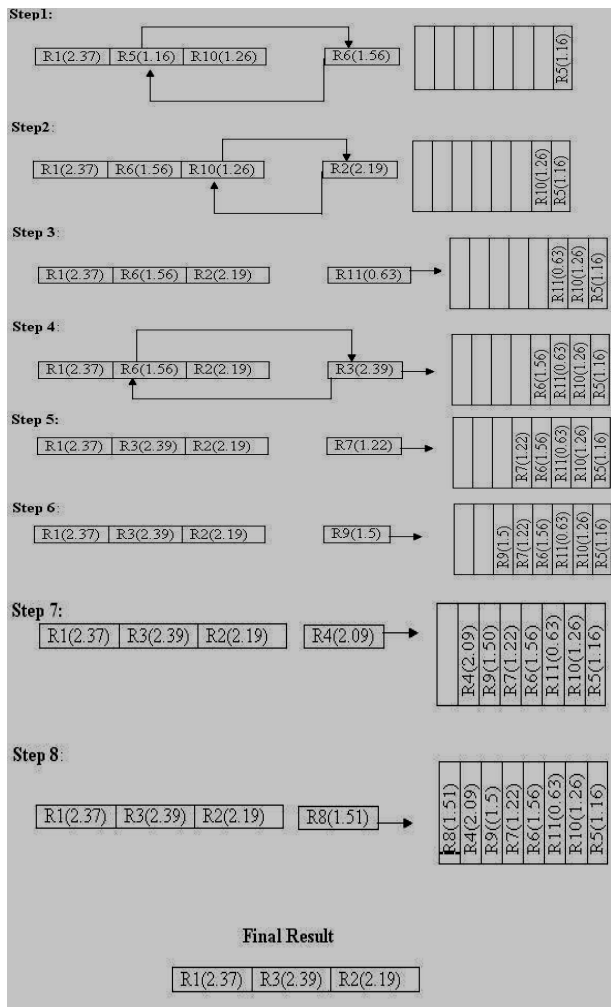 Step1:
R1(2.37) R5(1.16) R10(1.26) R6(1.56) R5(1.16)
Step2
R1(2.37) R6(1.56) R10(1.26) R2(2.19) R10(1.26) R5(1.16)
Step 3:
R1(2.37) R6(1.56) R2(2.19) R11(0.63) R11(0.63) R10(1.26) R5(1.16)
Step 4:
R1(2.37) R6(1.56) R2(2.19) R3(2.39) R6(1.56) R11(0.63) R10(1.26) R5(1.16)
Step 5:
R1(2.37) R3(2.39) R2(2.19) R7(1.22) R7(1.22) R6(1.56) R11(0.63) R10(1.26) R5(1.16)
Step 6:
R1(2.37) R3(2.39) R2(2.19) R9(1.5) R9(1.5) R7(1.22) R6(1.56) R11(0.63) R10(1.26) R5(1.16)
Step 7:
R1(2.37) R3(2.39) R2(2.19) R4(2.09) R4(2.09) R9(1.50) R7(1.22) R6(1.56) R11(0.63) R10(1.26) R5(1.16)
Step 8:
R1(2.37) R3(2.39) R2(2.19) R8(1.51) R8(1.51) R4(2.09) R9((1.5) R7(1.22) R6(1.56) R11(0.63) R10(1.26) R5(1.16)
Final Result
R1(2.37) R3(2.39) R2(2.19)